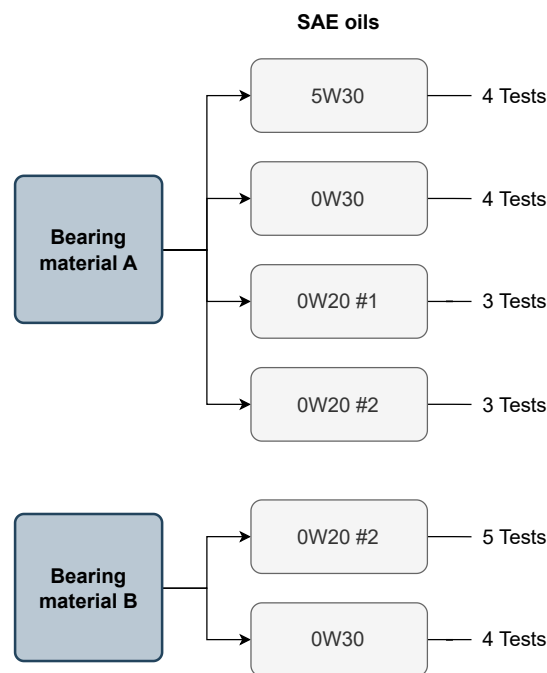 SAE oils
5W30
4 Tests
0W30
4 Tests
Bearing
material A
0W20 #1
3 Tests
0W20 #2
3 Tests
0W20 #2
5 Tests
Bearing
material B
0W30
4 Tests